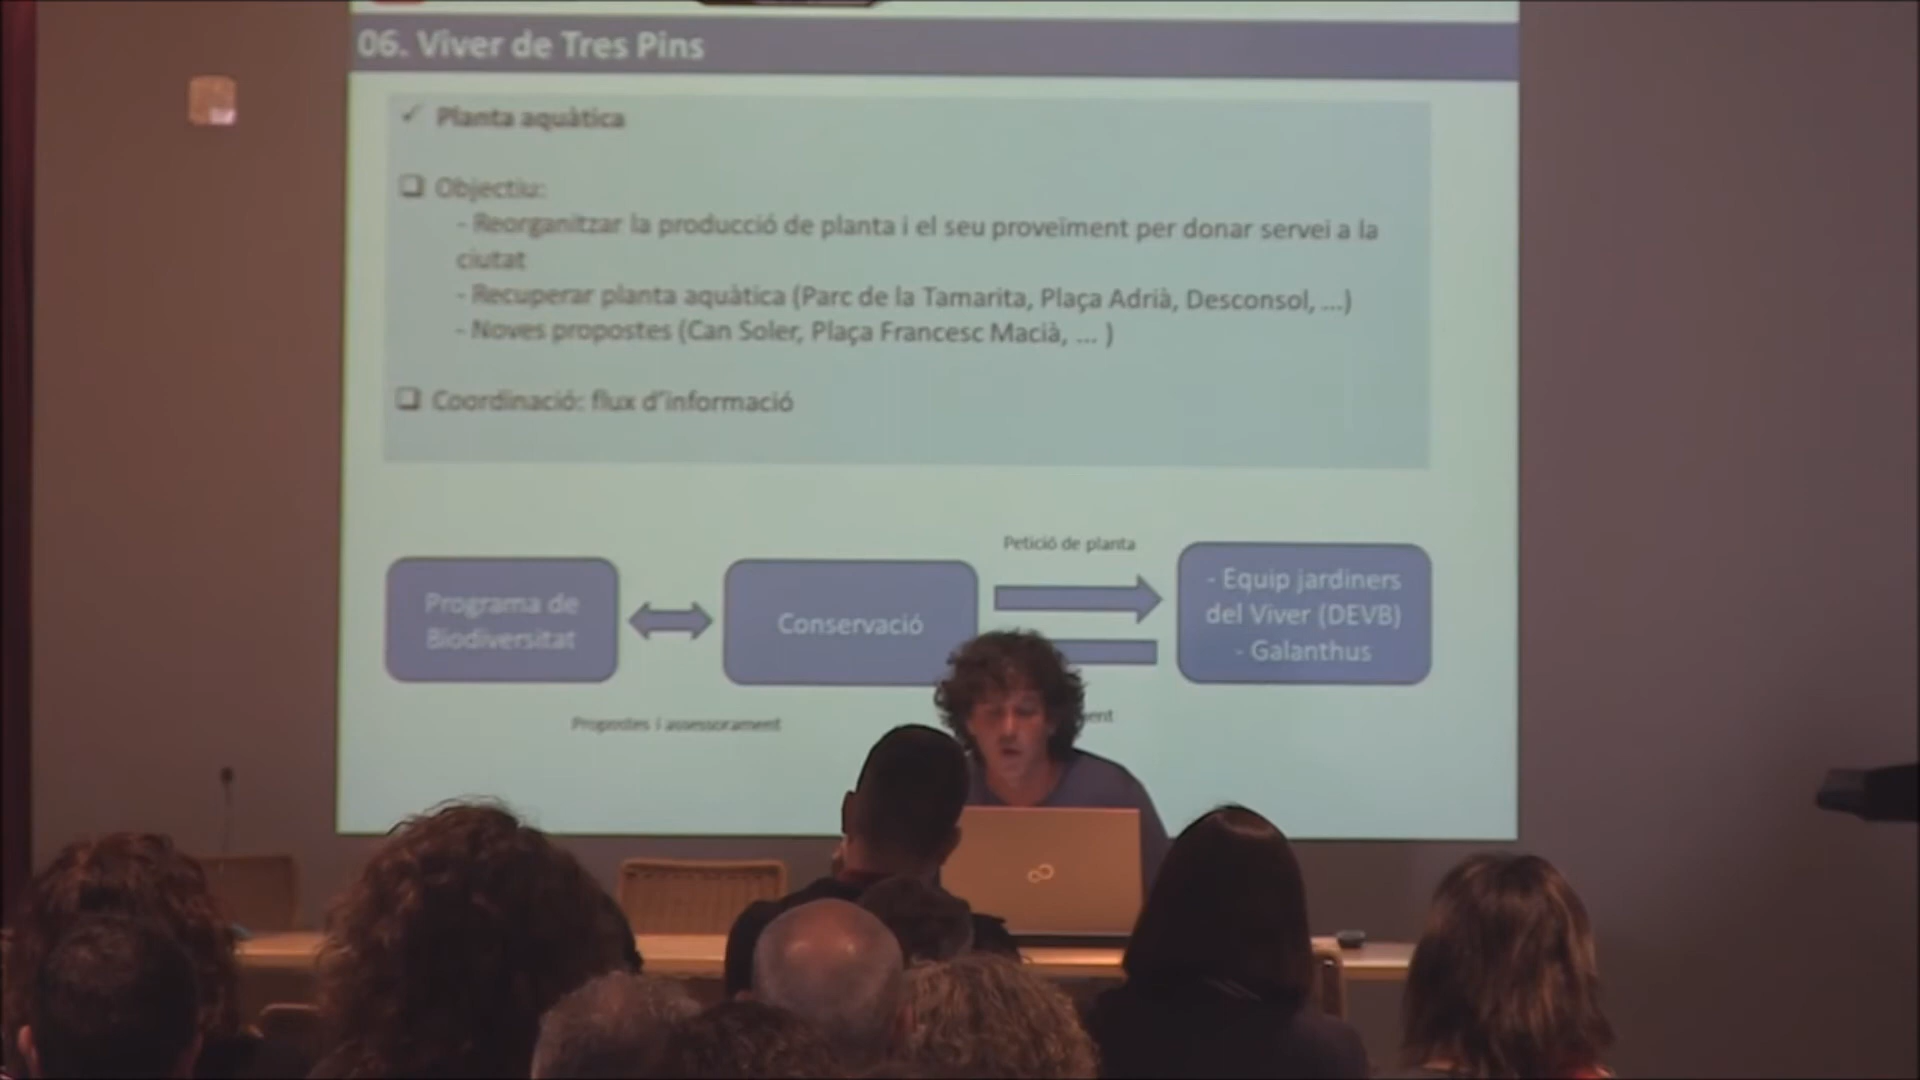 06. Viver de Tres Pins
✓ Planta aquàtica
❑ Objectiu:
- Reorganitzar la producció de planta i el seu proveïment per donar servei a la
ciutat
- Recuperar planta aquàtica (Parc de la Tamarita, Plaça Adrià, Desconsol, ...)
- Noves propostes (Can Soler, Plaça Francesc Macià, ... )
❑ Coordinació: flux d'informació
Petició de planta
Programa de
Biodiversitat
Conservació
- Equip jardiners
del Viver (DEVB)
- Galanthus
Propostes i assessorament